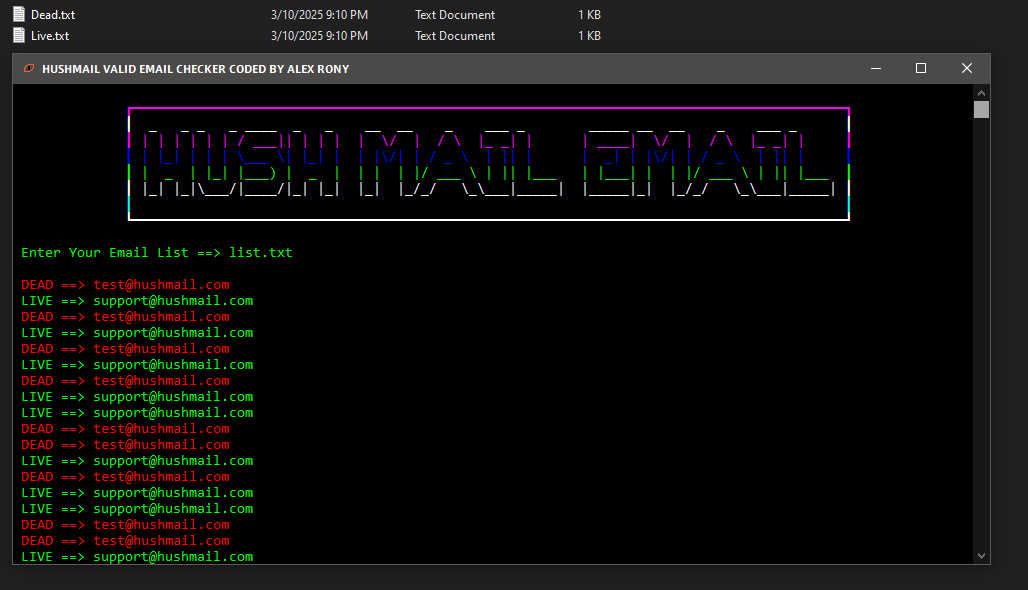 Dead.txt 3/10/2025 9:10 PM Text Document 1 KB
Live.txt 3/10/2025 9:10 PM Text Document 1 KB
HUSHMAIL VALID EMAIL CHECKER CODED BY ALEX RONY
HUSH MAIL EMAIL
Enter Your Email List ==> list.txt
DEAD ==> test@hushmail.com
LIVE ==> support@hushmail.com
DEAD ==> test@hushmail.com
LIVE ==> support@hushmail.com
DEAD ==> test@hushmail.com
LIVE ==> support@hushmail.com
DEAD ==> test@hushmail.com
LIVE ==> support@hushmail.com
LIVE ==> support@hushmail.com
DEAD ==> test@hushmail.com
DEAD ==> test@hushmail.com
LIVE ==> support@hushmail.com
DEAD ==> test@hushmail.com
LIVE ==> support@hushmail.com
LIVE ==> support@hushmail.com
DEAD ==> test@hushmail.com
DEAD ==> test@hushmail.com
LIVE ==> support@hushmail.com